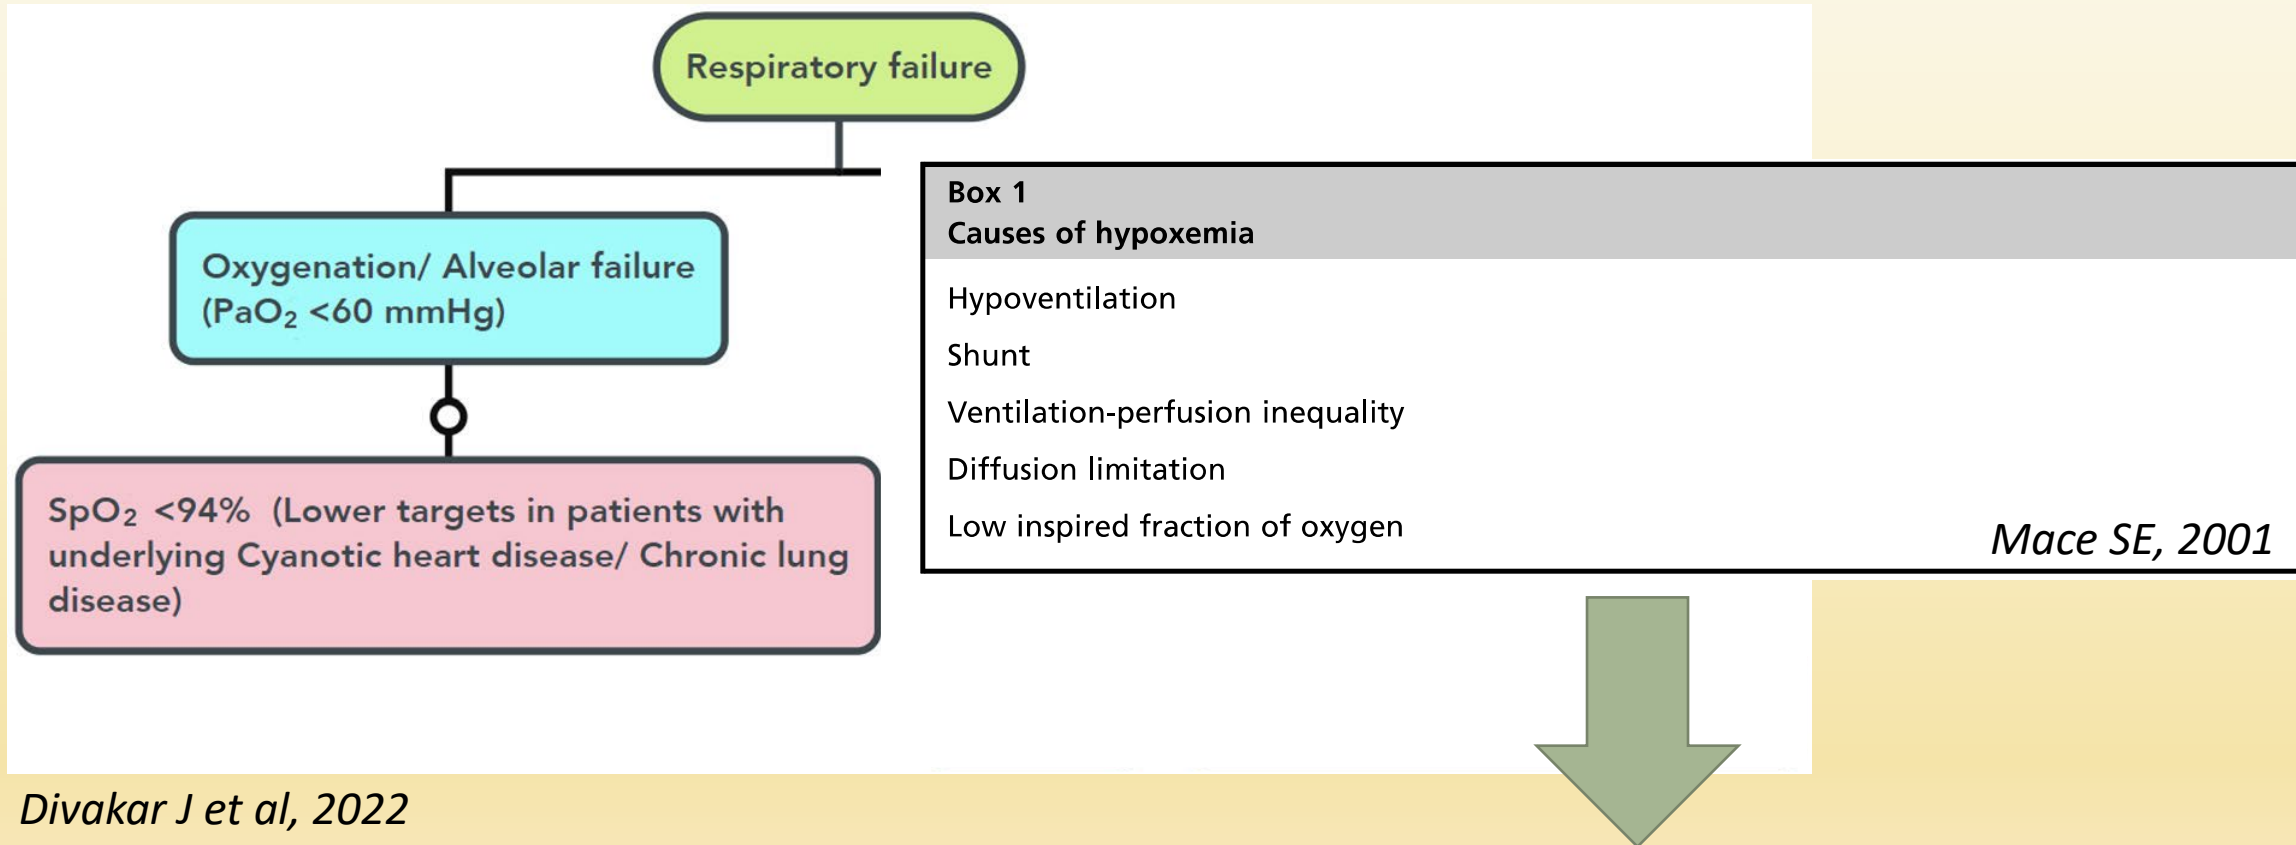 Respiratory failure
Oxygenation/ Alveolar failure
(PaO₂ <60 mmHg)
SpO₂ <94% (Lower targets in patients with
underlying Cyanotic heart disease/ Chronic lung
disease)
Box 1
Causes of hypoxemia
Hypoventilation
Shunt
Ventilation-perfusion inequality
Diffusion limitation
Low inspired fraction of oxygen
Mace SE, 2001
Divakar J et al, 2022